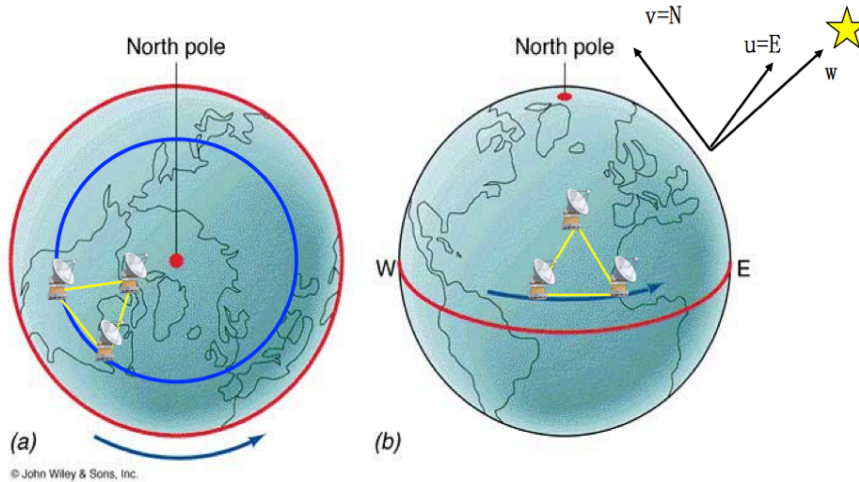 North pole
(a)
© John Wiley & Sons, Inc.
North pole
W
E
(b)
v=N
u=E
w